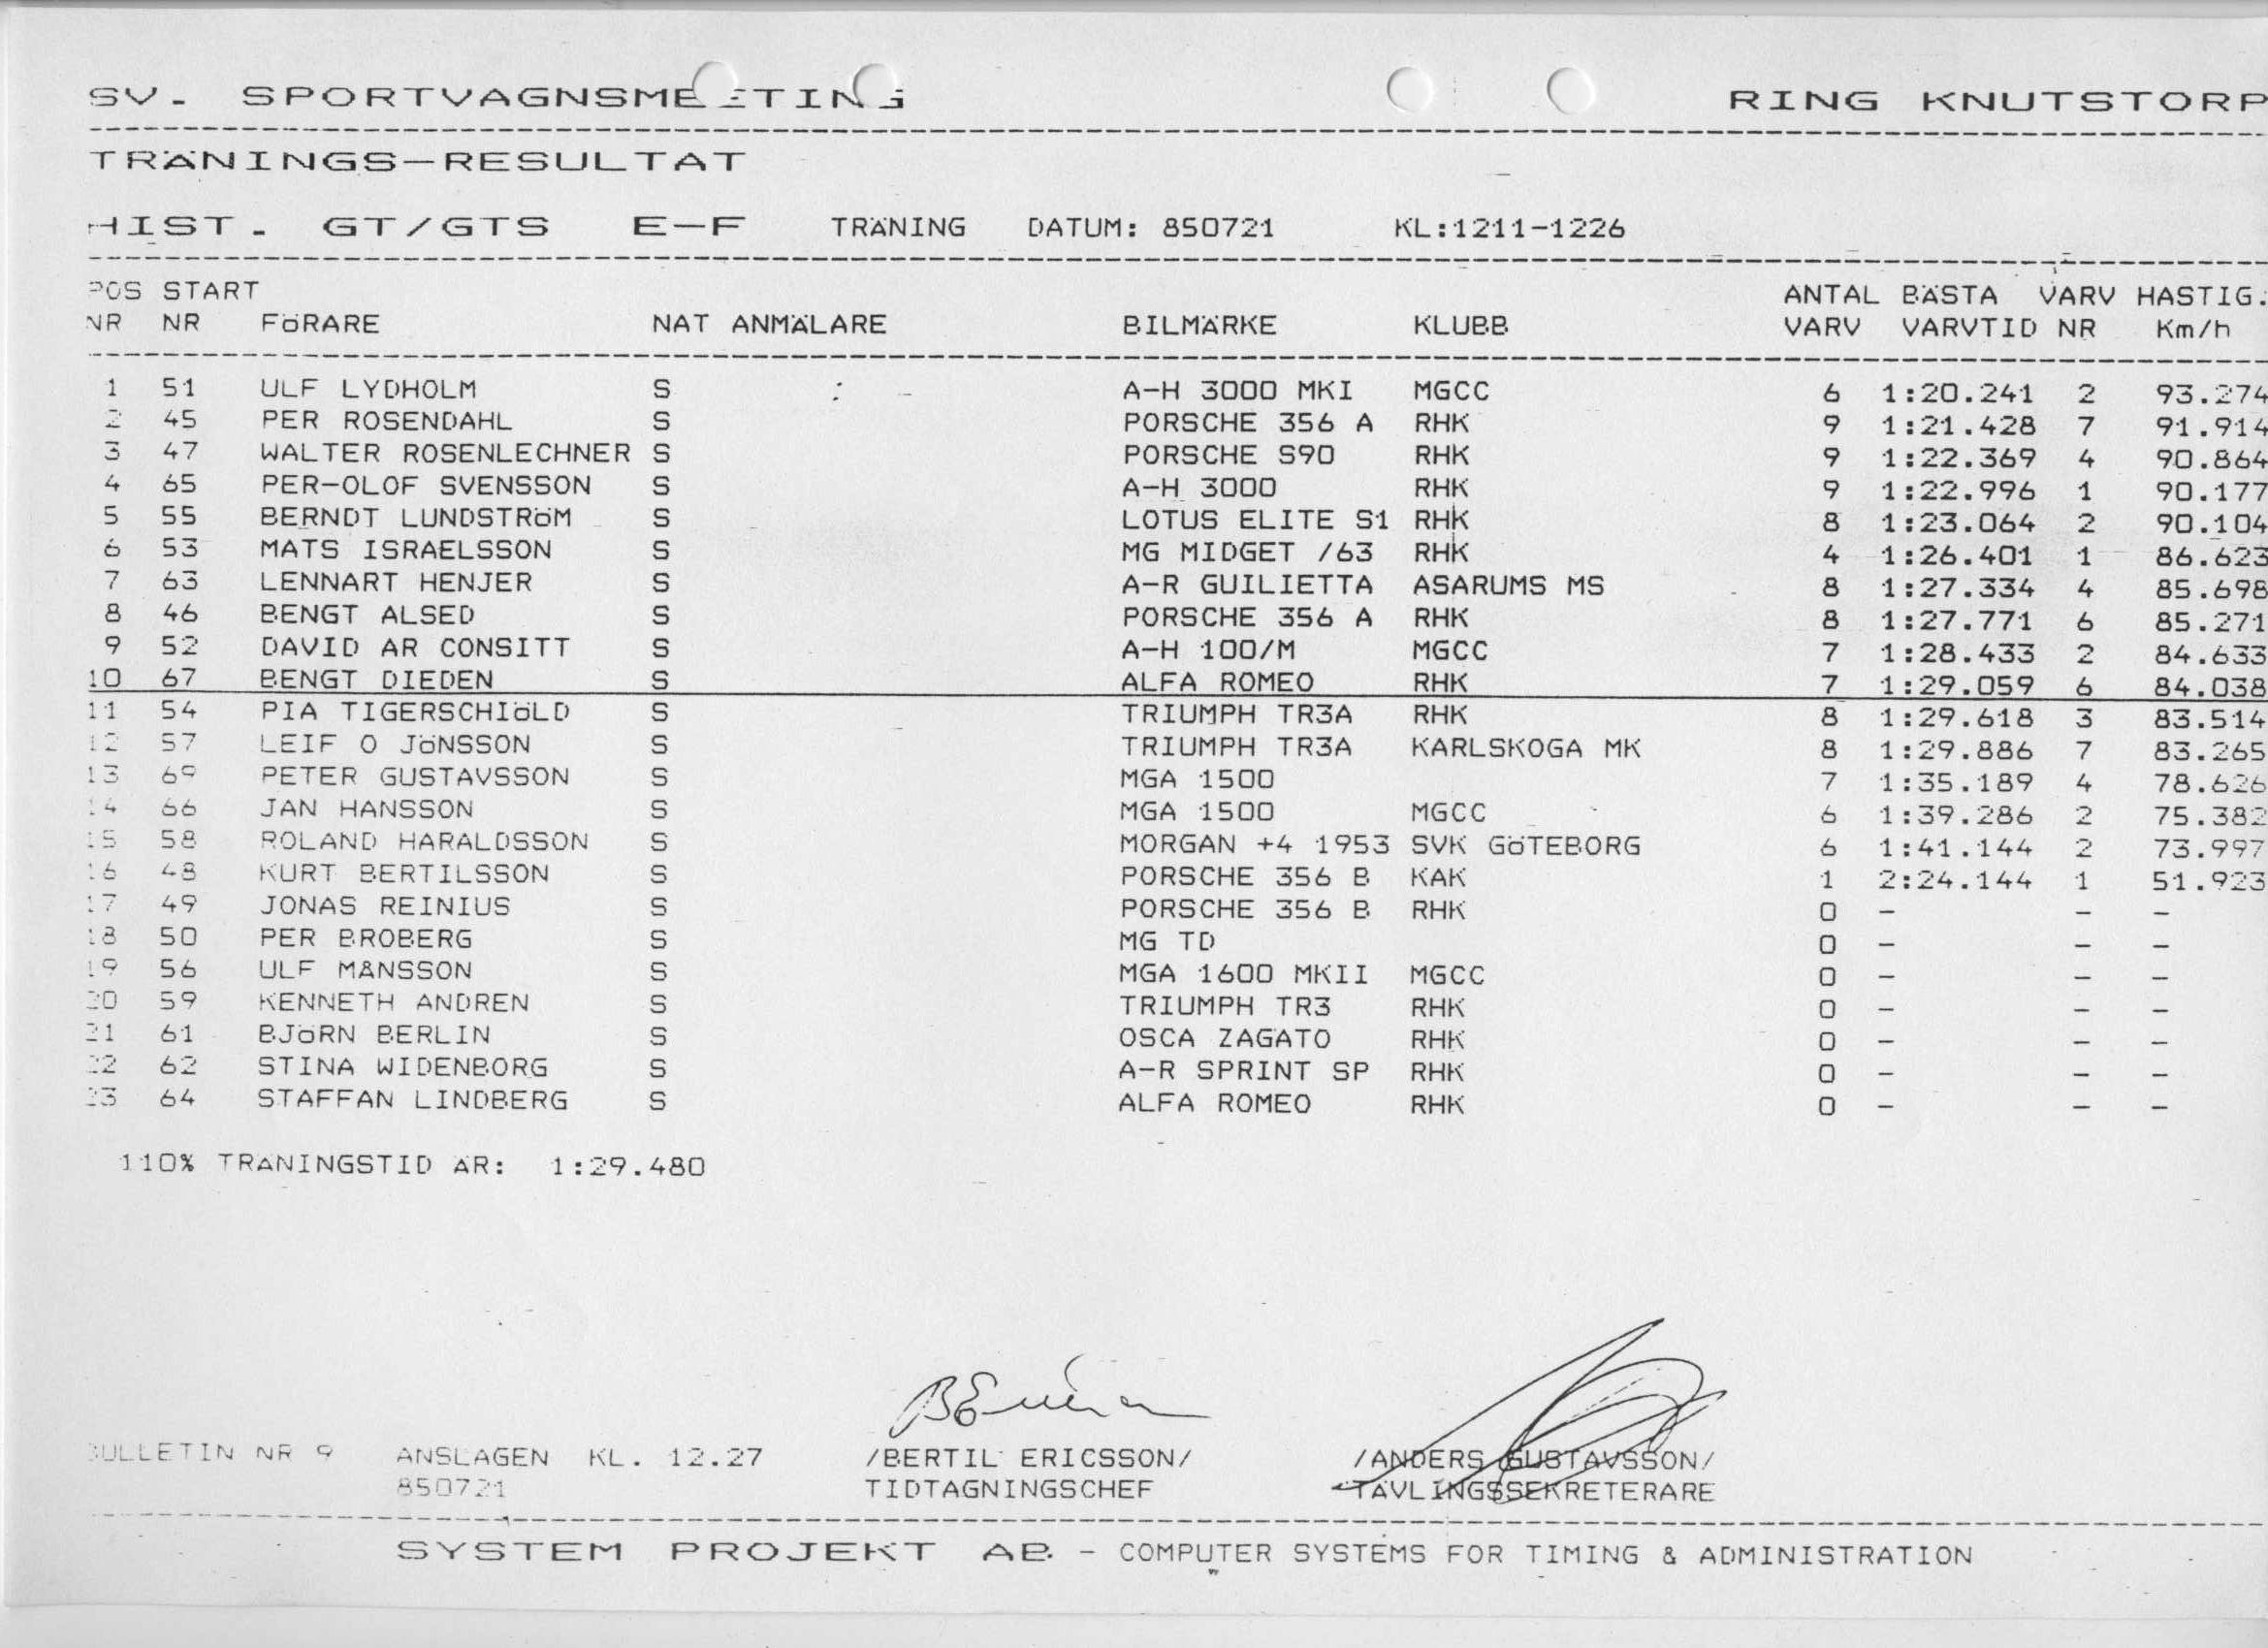 SV. SPORTVAGNSMEETING RING KNUTSTORP
TRÄNINGS-RESULTAT
HIST. GT/GTS E-F TRÄNING DATUM: 850721 KL:1211-1226
POS START ANTAL BÄSTA VARV HASTIG.
NR NR FÖRARE NAT ANMÄLARE BILMÄRKE KLUBB VARV VARVTID NR Km/h
1 51 ULF LYDHOLM S A-H 3000 MKI MGCC 6 1:20.241 2 93.274
2 45 PER ROSENDAHL S PORSCHE 356 A RHK 9 1:21.428 7 91.914
3 47 WALTER ROSENLECHNER S PORSCHE S90 RHK 9 1:22.369 4 90.864
4 65 PER-OLOF SVENSSON S A-H 3000 RHK 9 1:22.996 1 90.177
5 55 BERNDT LUNDSTRÖM S LOTUS ELITE S1 RHK 8 1:23.064 2 90.104
6 53 MATS ISRAELSSON S MG MIDGET /63 RHK 4 1:26.401 1 86.623
7 63 LENNART HENJER S A-R GUILIETTA ASARUMS MS 8 1:27.334 4 85.698
8 46 BENGT ALSED S PORSCHE 356 A RHK 8 1:27.771 6 85.271
9 52 DAVID AR CONSITT S A-H 100/M MGCC 7 1:28.433 2 84.633
10 67 BENGT DIEDEN S ALFA ROMEO RHK 7 1:29.059 6 84.038
11 54 PIA TIGERSCHIÖLD S TRIUMPH TR3A RHK 8 1:29.618 3 83.514
12 57 LEIF O JÖNSSON S TRIUMPH TR3A KARLSKOGA MK 8 1:29.886 7 83.265
13 69 PETER GUSTAVSSON S MGA 1500 7 1:35.189 4 78.626
14 66 JAN HANSSON S MGA 1500 MGCC 6 1:39.286 2 75.382
15 58 ROLAND HARALDSSON S MORGAN +4 1953 SVK GÖTEBORG 6 1:41.144 2 73.997
16 48 KURT BERTILSSON S PORSCHE 356 B KAK 1 2:24.144 1 51.923
17 49 JONAS REINIUS S PORSCHE 356 B RHK 0 - - -
18 50 PER BROBERG S MG TD 0 - - -
19 56 ULF MÅNSSON S MGA 1600 MKII MGCC 0 - - -
20 59 KENNETH ANDREN S TRIUMPH TR3 RHK 0 - - -
21 61 BJÖRN BERLIN S OSCA ZAGATO RHK 0 - - -
22 62 STINA WIDENBORG S A-R SPRINT SP RHK 0 - - -
23 64 STAFFAN LINDBERG S ALFA ROMEO RHK 0 - - -
110% TRÄNINGSTID ÄR: 1:29.480
BULLETIN NR 9 ANSLAGEN KL. 12.27 /BERTIL ERICSSON/ /ANDERS GUSTAVSSON/
850721 TIDTAGNINGSCHEF TÄVLINGSSEKRETERARE
SYSTEM PROJEKT AB - COMPUTER SYSTEMS FOR TIMING & ADMINISTRATION